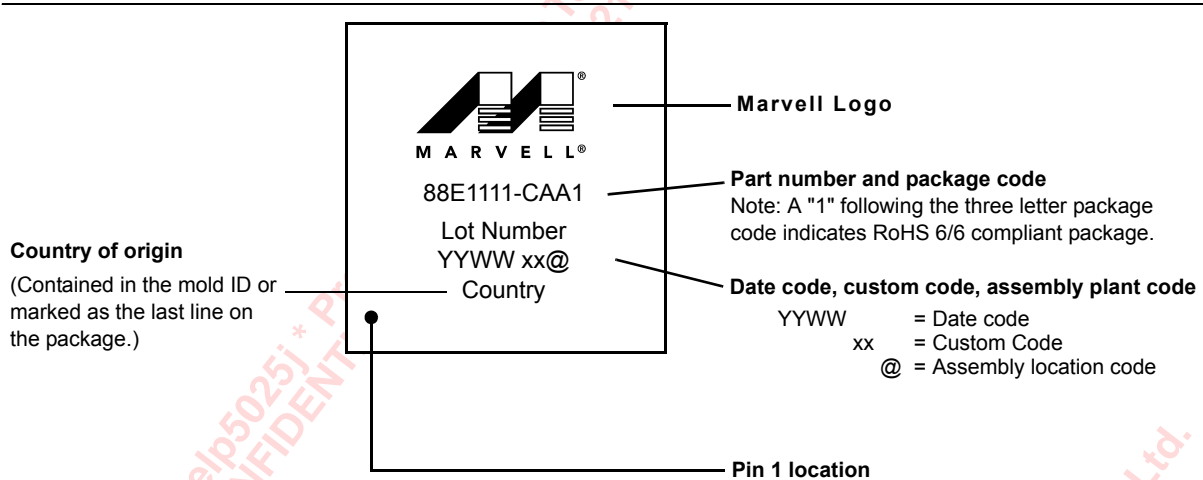 MARVELL®
®
88E1111-CAA1
Lot Number
YYWW xx@
Country
Marvell Logo
Part number and package code
Note: A "1" following the three letter package
code indicates RoHS 6/6 compliant package.
Country of origin
(Contained in the mold ID or
marked as the last line on
the package.)
Date code, custom code, assembly plant code
YYWW = Date code
xx = Custom Code
@ = Assembly location code
Pin 1 location
Ltd.